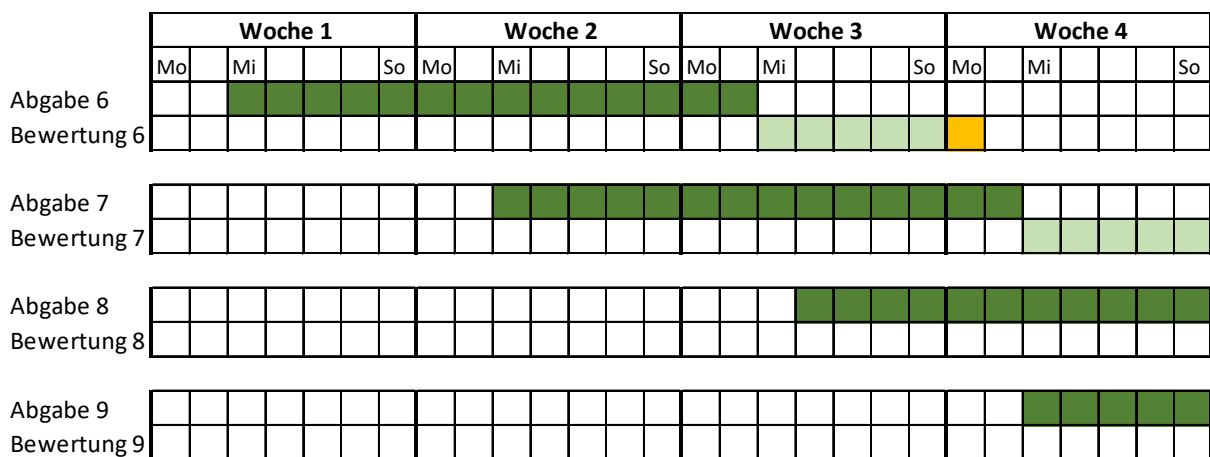 Woche 1 Woche 2 Woche 3 Woche 4
Mo Mi So Mo Mi So Mo Mi So Mo Mi So
Abgabe 6
Bewertung 6
Abgabe 7
Bewertung 7
Abgabe 8
Bewertung 8
Abgabe 9
Bewertung 9